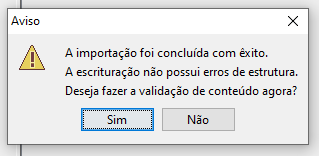 Aviso
A importação foi concluída com êxito.
A escrituração não possui erros de estrutura.
Deseja fazer a validação de conteúdo agora?
Sim Não